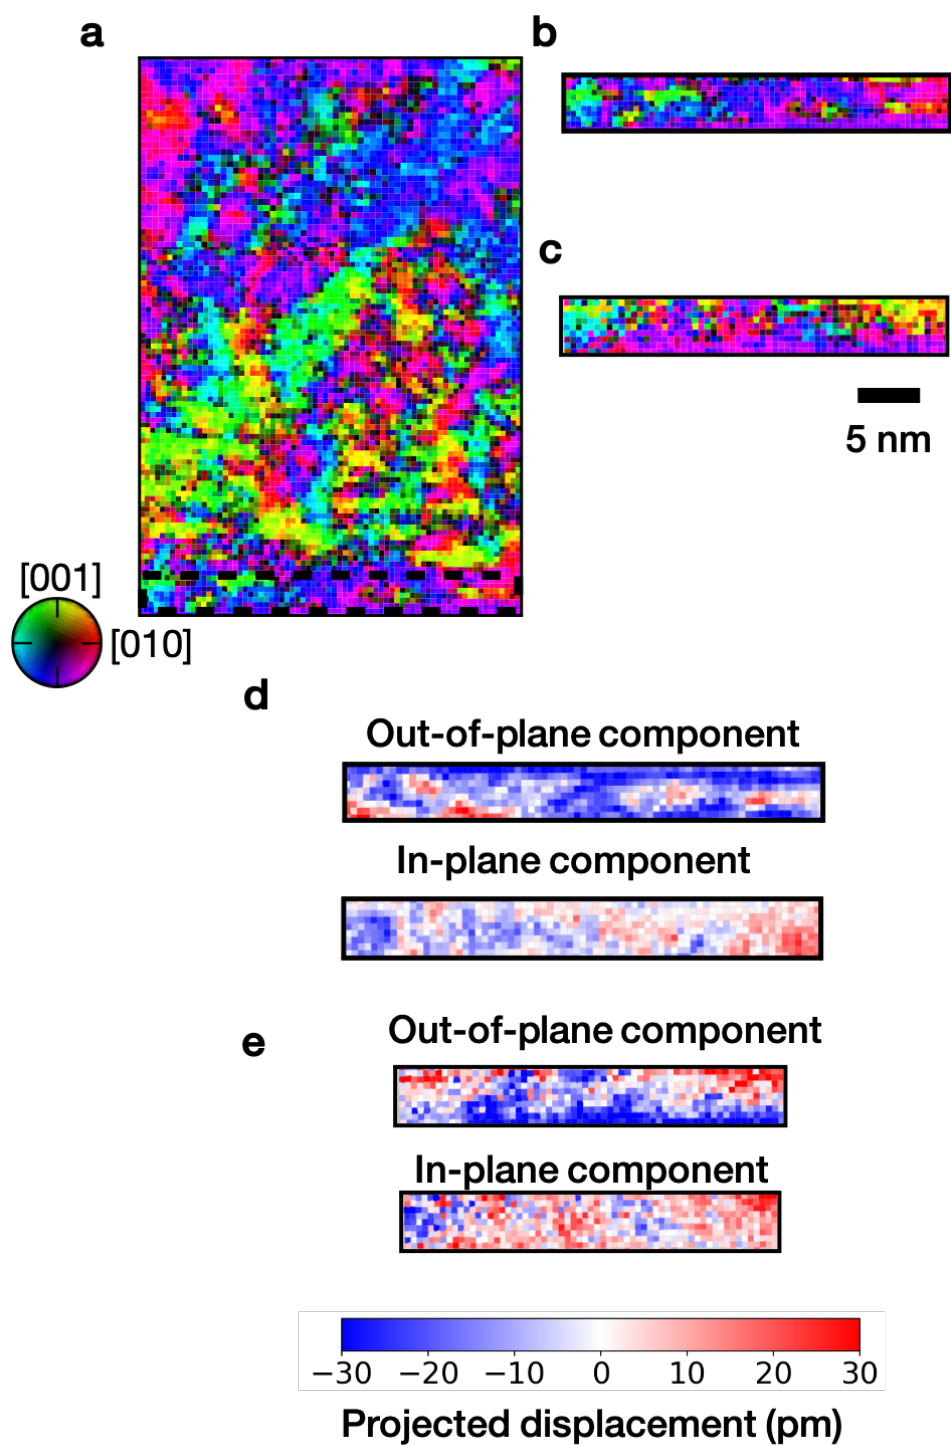 a
b
c
5 nm
[001]
[010]
d
Out-of-plane component
In-plane component
e
Out-of-plane component
In-plane component
−30 −20 −10 0 10 20 30
Projected displacement (pm)